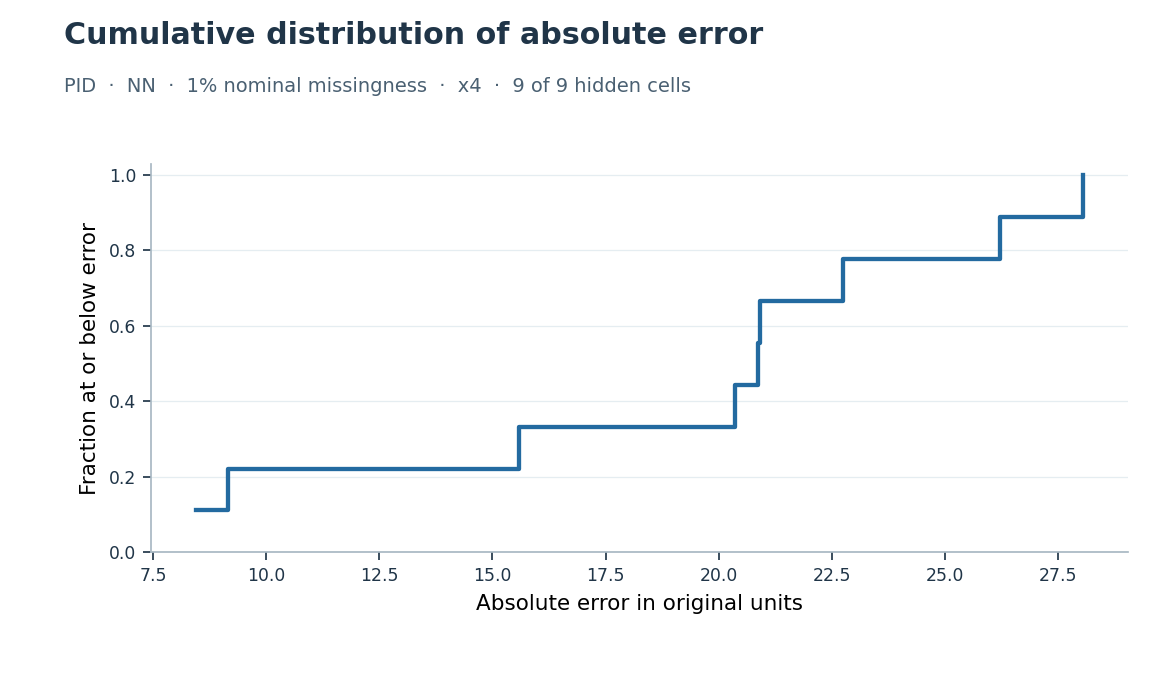 Cumulative distribution of absolute error
PID · NN · 1% nominal missingness · x4 · 9 of 9 hidden cells
Fraction at or below error
1.0
0.8
0.6
0.4
0.2
0.0
7.5 10.0 12.5 15.0 17.5 20.0 22.5 25.0 27.5
Absolute error in original units